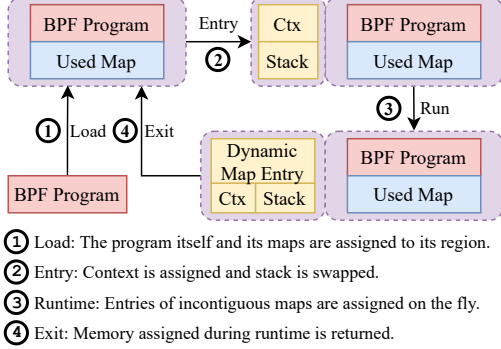 BPF Program
Used Map
Entry
②
Ctx
Stack
BPF Program
Used Map
① Load
④ Exit
③ Run
BPF Program
Dynamic
Map Entry
Ctx Stack
BPF Program
Used Map
① Load: The program itself and its maps are assigned to its region.
② Entry: Context is assigned and stack is swapped.
③ Runtime: Entries of incontiguous maps are assigned on the fly.
④ Exit: Memory assigned during runtime is returned.